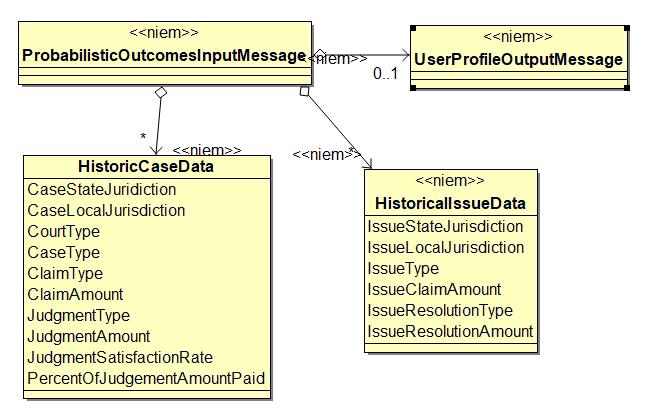 <<niem>>
ProbabilisticOutcomesInputMessage
<<niem>>
0..1
<<niem>>
UserProfileOutputMessage
*
<<niem>>
HistoricCaseData
CaseStateJuridiction
CaseLocalJurisdiction
CourtType
CaseType
ClaimType
ClaimAmount
JudgmentType
JudgmentAmount
JudgmentSatisfactionRate
PercentOfJudgementAmountPaid
<<niem>>
*
<<niem>>
HistoricalIssueData
IssueStateJurisdiction
IssueLocalJurisdiction
IssueType
IssueClaimAmount
IssueResolutionType
IssueResolutionAmount